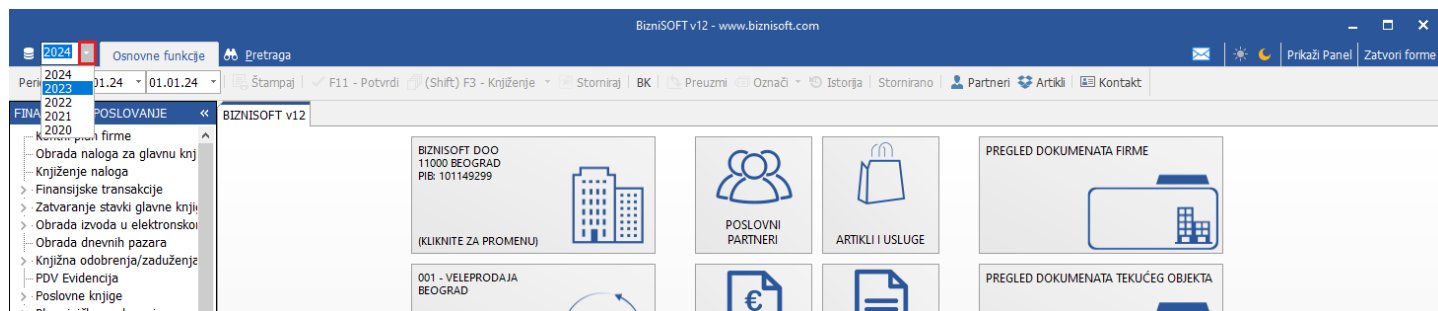 BizniSOFT v12 - www.biznisoft.com
2024 Osnovne funkcije Pretraga Prikaži Panel Zatvori forme
1.01.24 01.01.24 Štampaj F11 - Potvrdi (Shift) F3 - Knjiženje Storniraj BK Preuzmi Označi Istorija Stornirano Partneri Artikli Kontakt
2024
2023
2022
2021
2020
POSLOVANJE « BIZNISOFT v12
firme
Obrada naloga za glavnu knj
Knjiženje naloga
Finansijske transakcije
Zatvaranje stavki glavne knji
Obrada izvoda u elektronsko
Obrada dnevnih pazara
Knjižna odobrenja/zaduženja
PDV Evidencija
Poslovne knjige
BIZNISOFT DOO
11000 BEOGRAD
PIB: 101149299
(KLIKNITE ZA PROMENU)
POSLOVNI
PARTNERI
ARTIKLI I USLUGE
PREGLED DOKUMENATA FIRME
001 - VELEPRODAJA
BEOGRAD
€
PREGLED DOKUMENATA TEKUĆEG OBJEKTA